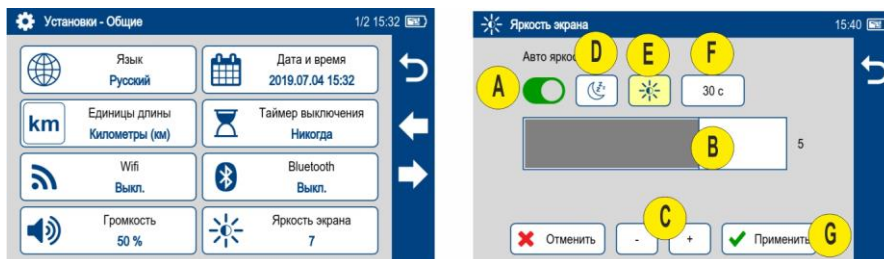 Установки - Общие
1/2 15:32
Язык
Русский
Дата и время
2019.07.04 15:32
km
Единицы длины
Километры (км)
Таймер выключения
Никогда
Wifi
Выкл.
Bluetooth
Выкл.
Громкость
50 %
Яркость экрана
7
Яркость экрана
15:40
Авто яркос
D
E
F
A
30 с
B
5
C
Отменить
-
+
Применить
G